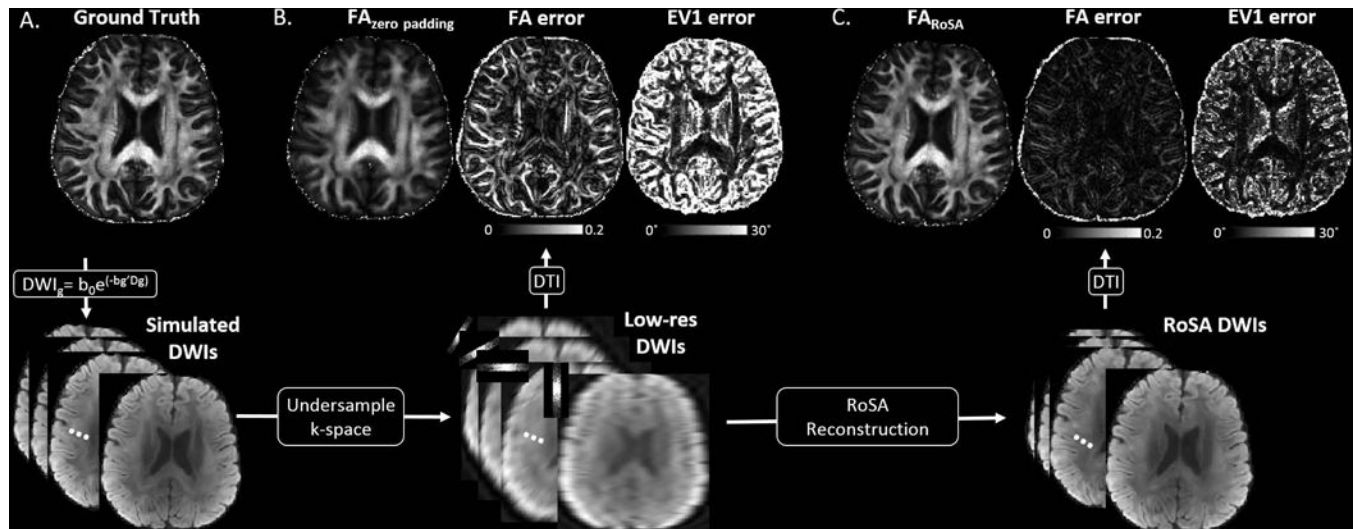 A.
Ground Truth
B.
FAzero padding
FA error
EV1 error
C.
FARoSA
FA error
EV1 error
0
0.2
0°
30°
0
0.2
0°
30°
DWIg= b0e(-bg'Dg)
DTI
DTI
Simulated
DWIs
Low-res
DWIs
RoSA DWIs
Undersample
k-space
RoSA
Reconstruction